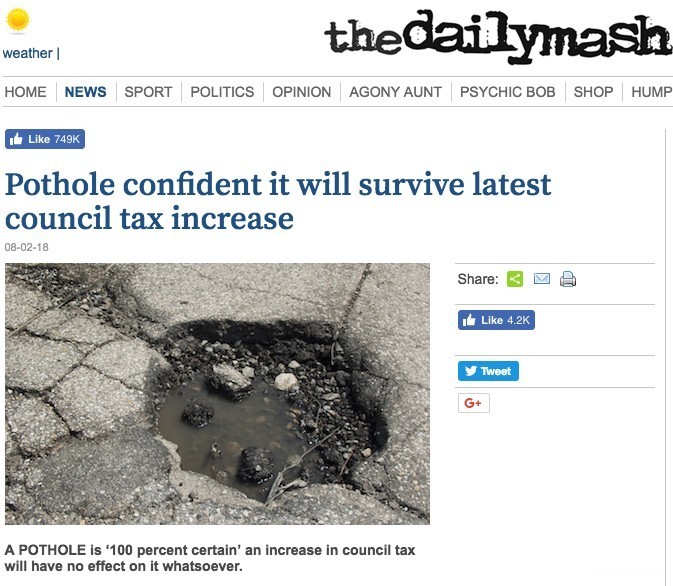 weather |
thedailymash
HOME NEWS SPORT POLITICS OPINION AGONY AUNT PSYCHIC BOB SHOP HUMP
Like 749K
Pothole confident it will survive latest
council tax increase
08-02-18
Share:
Like 4.2K
Tweet
G+
A POTHOLE is ‘100 percent certain’ an increase in council tax
will have no effect on it whatsoever.